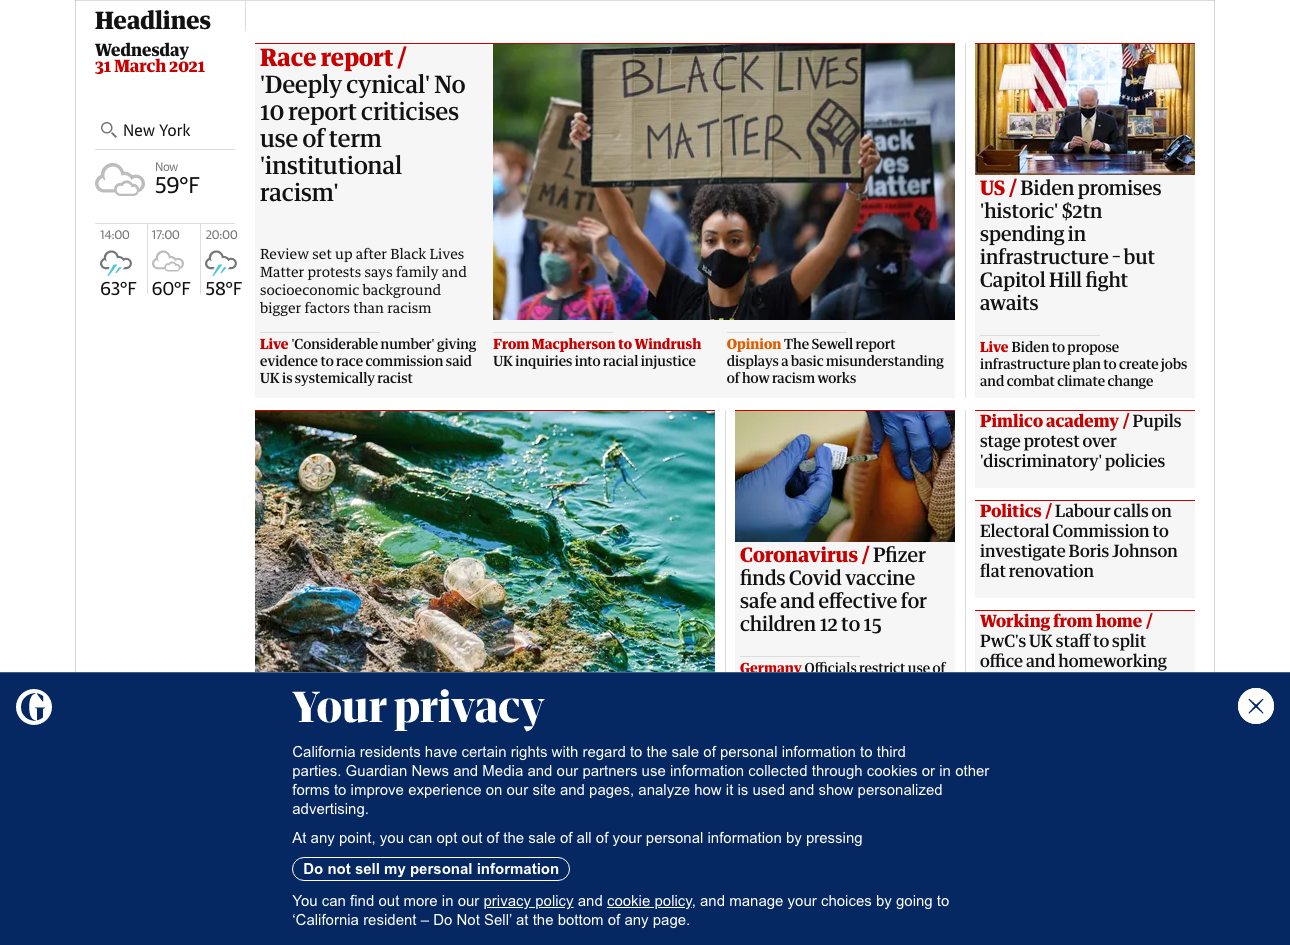 Headlines
Wednesday
31 March 2021
New York
Now
59°F
14:00
17:00
20:00
63°F
60°F
58°F
Race report /
'Deeply cynical' No
10 report criticises
use of term
'institutional
racism'
Review set up after Black Lives
Matter protests says family and
socioeconomic background
bigger factors than racism
BLACK LIVES
MATTER
Live 'Considerable number' giving
evidence to race commission said
UK is systemically racist
From Macpherson to Windrush
UK inquiries into racial injustice
Opinion The Sewell report
displays a basic misunderstanding
of how racism works
US / Biden promises
'historic' $2tn
spending in
infrastructure – but
Capitol Hill fight
awaits
Live Biden to propose
infrastructure plan to create jobs
and combat climate change
Coronavirus / Pfizer
finds Covid vaccine
safe and effective for
children 12 to 15
Germany Officials restrict use of
Pimlico academy / Pupils
stage protest over
'discriminatory' policies
Politics / Labour calls on
Electoral Commission to
investigate Boris Johnson
flat renovation
Working from home /
PwC's UK staff to split
office and homeworking
Your privacy
California residents have certain rights with regard to the sale of personal information to third
parties. Guardian News and Media and our partners use information collected through cookies or in other
forms to improve experience on our site and pages, analyze how it is used and show personalized
advertising.
At any point, you can opt out of the sale of all of your personal information by pressing
Do not sell my personal information
You can find out more in our privacy policy and cookie policy, and manage your choices by going to
‘California resident – Do Not Sell’ at the bottom of any page.